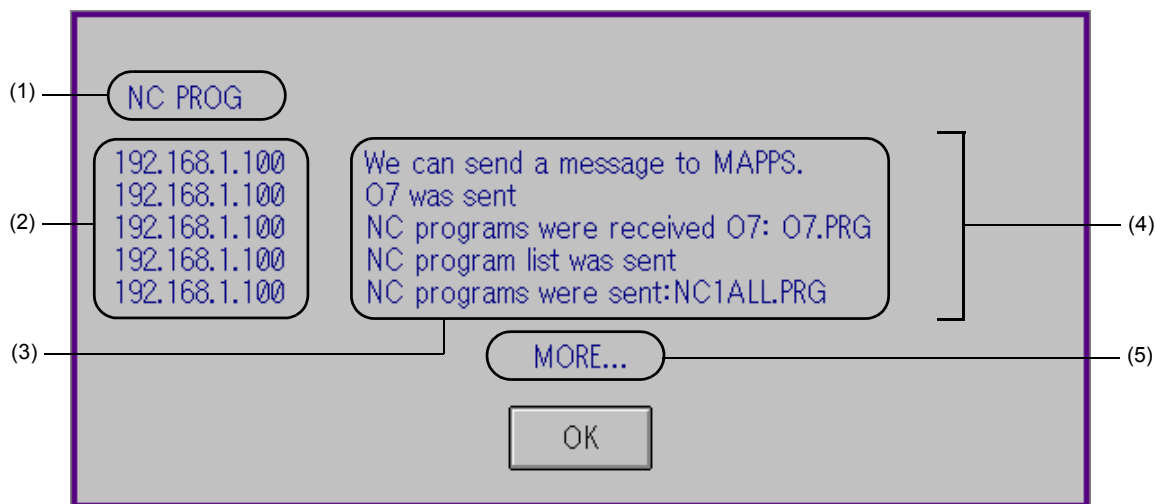 (1)
NC PROG
(2)
192.168.1.100 We can send a message to MAPPS.
192.168.1.100 O7 was sent
192.168.1.100 NC programs were received O7: O7.PRG
192.168.1.100 NC program list was sent
192.168.1.100 NC programs were sent:NC1ALL.PRG
(4)
(3)
MORE...
(5)
OK